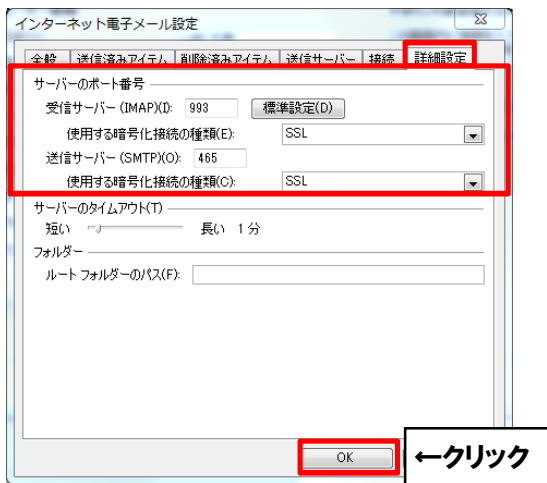 インターネット電子メール設定
全般 送信済みアイテム 削除済みアイテム 送信サーバー 接続 詳細設定
サーバーのポート番号
受信サーバー (IMAP)(I): 993 標準設定(D)
使用する暗号化接続の種類(E): SSL
送信サーバー (SMTP)(O): 465
使用する暗号化接続の種類(C): SSL
サーバーのタイムアウト(T)
短い 長い 1 分
フォルダー
ルート フォルダーのパス(F):
OK
←クリック